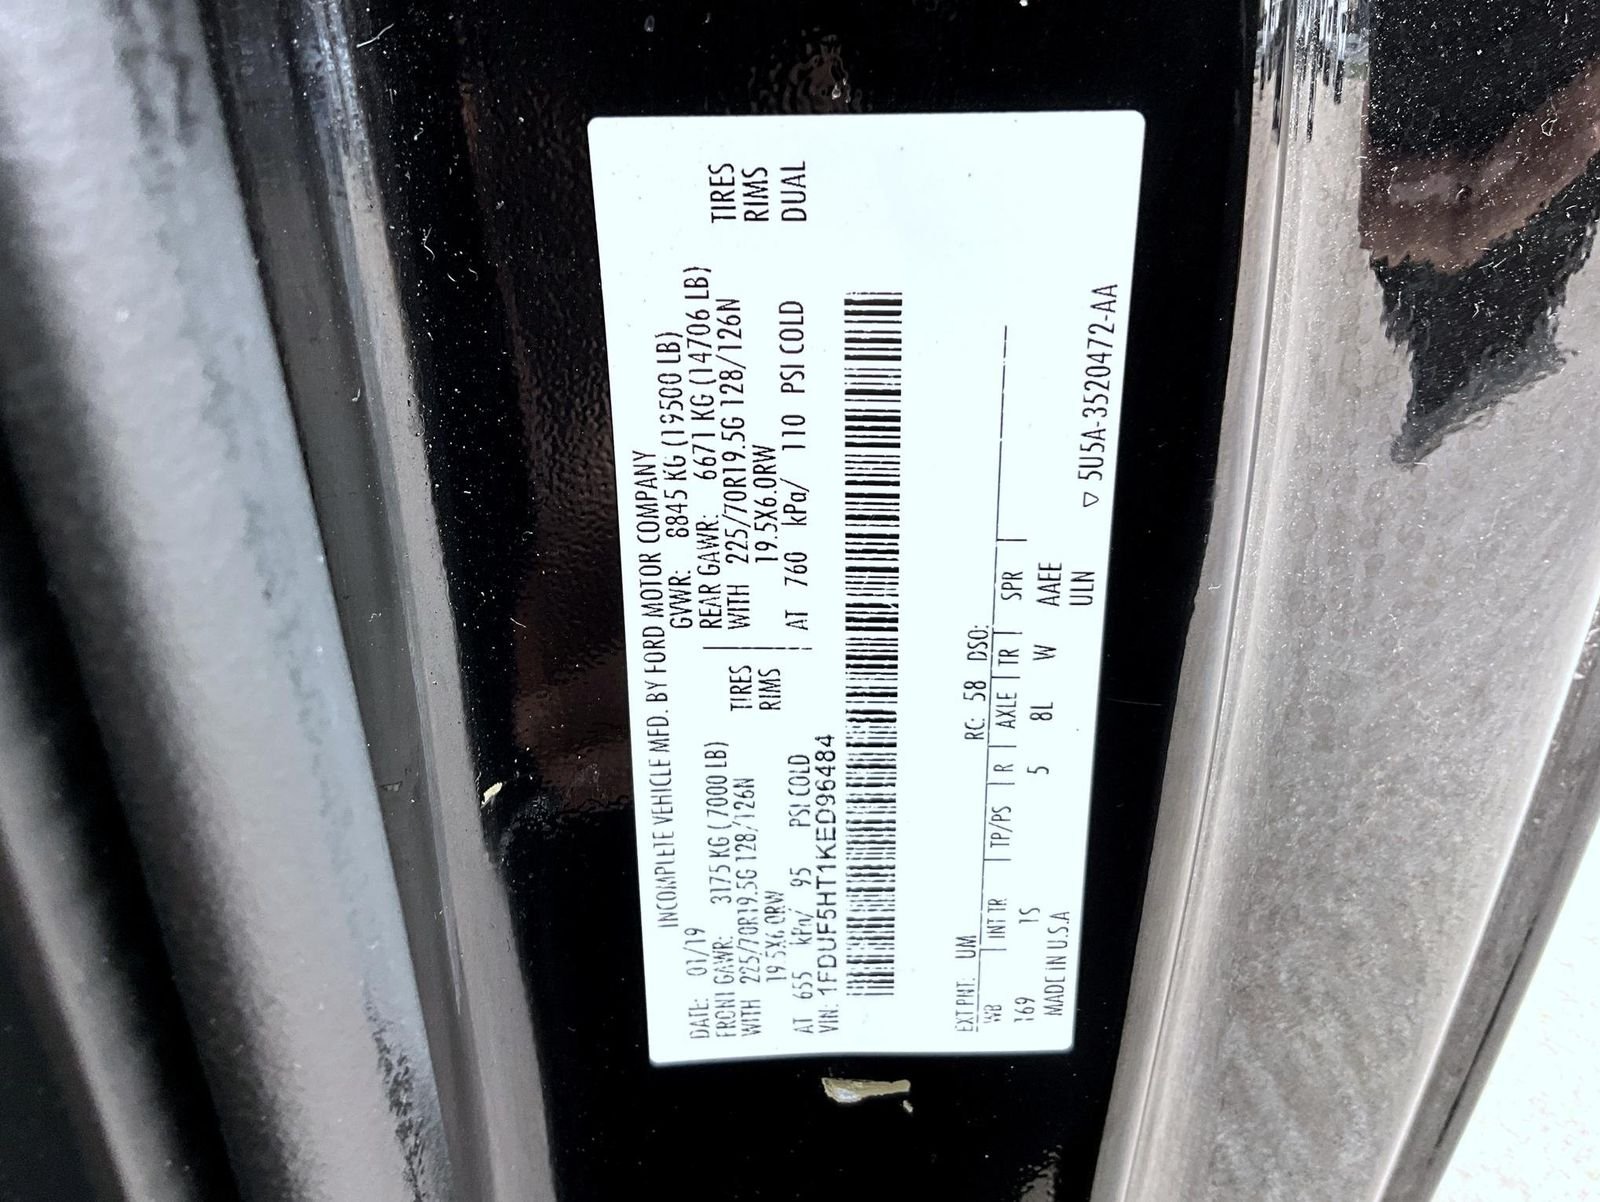 INCOMPLETE VEHICLE MFD. BY FORD MOTOR COMPANY
DATE: 01/19 GVWR: 8845 KG (19500 LB)
FRONT GAWR: 3175 KG (7000 LB) REAR GAWR: 6671 KG (14706 LB)
WITH 225/70R19.5G 128/126N TIRES WITH 225/70R19.5G 128/126N TIRES
19.5X6.0RW RIMS 19.5X6.0RW RIMS
AT 655 kPa/ 95 PSI COLD AT 760 kPa/ 110 PSI COLD DUAL
VIN: 1FDUF5HT1KED96484
EXT PNT: UM RC: 58 DSO:
WB INT TR TP/PS R AXLE TR SPR
169 1S 5 8L W AAEE
MADE IN U.S.A ULN
▽ 5U5A-3520472-AA